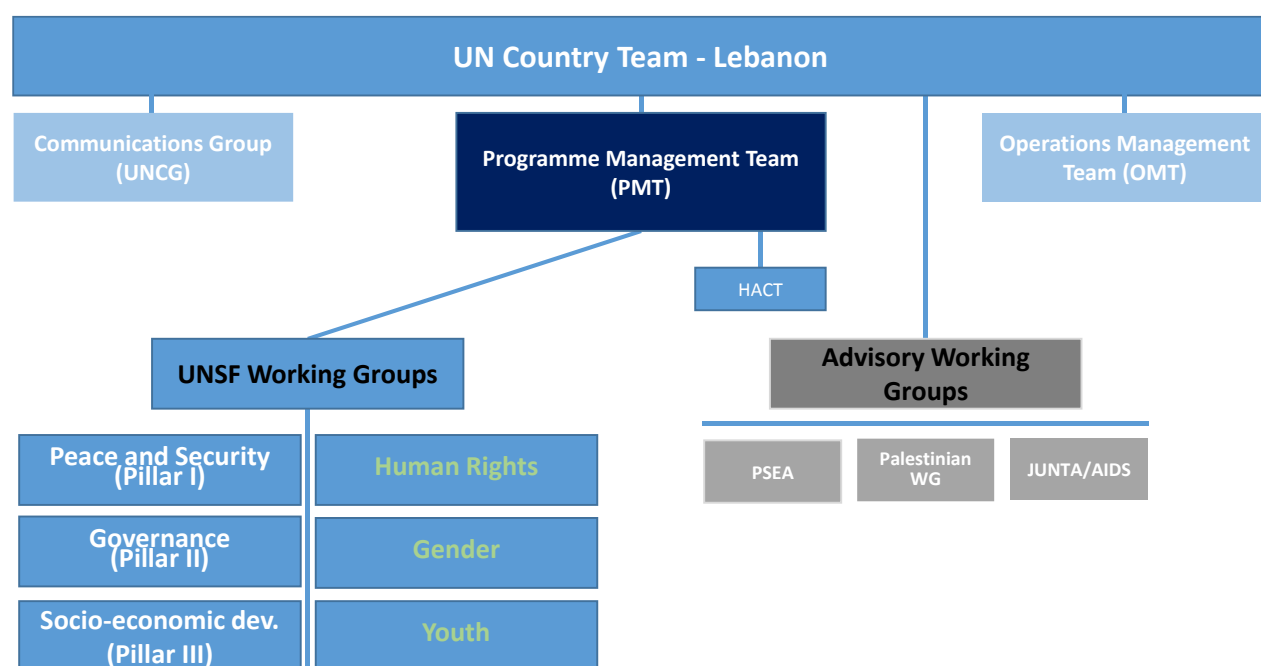 UN Country Team - Lebanon
Communications Group
(UNCG)
Programme Management Team
(PMT)
Operations Management
Team (OMT)
HACT
UNSF Working Groups
Advisory Working
Groups
Peace and Security
(Pillar I)
Human Rights
PSEA
Palestinian
WG
JUNTA/AIDS
Governance
(Pillar II)
Gender
Socio-economic dev.
(Pillar III)
Youth